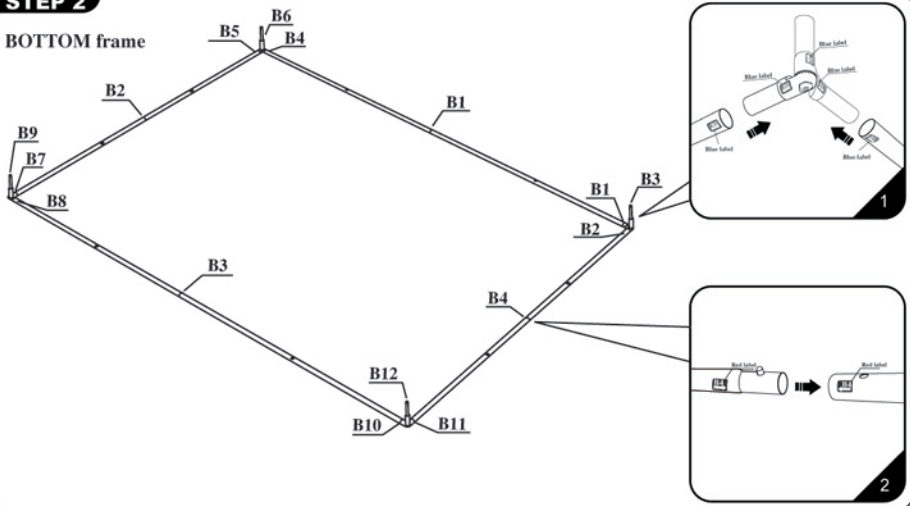 STEP 2
BOTTOM frame
B6
B5
B4
B2
B1
B9
B7
B8
B1
B3
B2
B3
B4
B12
B10
B11
Blue label
Blue label
Blue label
Blue label
Blue label
1
Red label
Red label
2